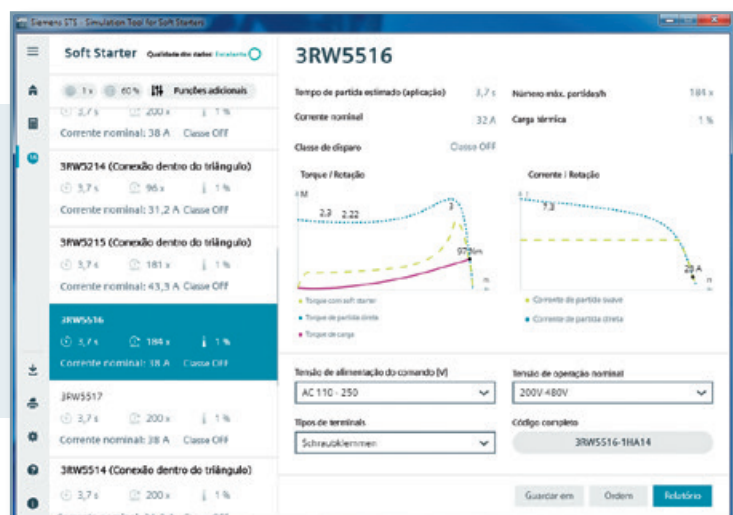 Siemens STS - Simulation Tool for Soft Starters
Soft Starter Qualidade dos dados: Excelente
1 x 60 % Funções adicionais
3,7 s 200 x 1 %
Corrente nominal: 38 A Classe OFF
3RW5214 (Conexão dentro do triângulo)
3,7 s 96 x 1 %
Corrente nominal: 31,2 A Classe OFF
3RW5215 (Conexão dentro do triângulo)
3,7 s 181 x 1 %
Corrente nominal: 43,3 A Classe OFF
3RW5516
3,7 s 184 x 1 %
Corrente nominal: 38 A Classe OFF
3RW5517
3,7 s 200 x 1 %
Corrente nominal: 38 A Classe OFF
3RW5514 (Conexão dentro do triângulo)
3,7 s 200 x 1 %
3RW5516
Tempo de partida estimado (aplicação) 3,7 s
Número máx. partidas/h 184 x
Corrente nominal 32 A
Carga térmica 1 %
Classe de disparo Classe OFF
Torque / Rotação
M
2.3 2.22 3
n
Torque com soft starter
Torque de partida direta
Torque de carga
Corrente / Rotação
7,3
28 A
n
Corrente de partida suave
Corrente de partida direta
Tensão de alimentação do comando [V]
AC 110 - 250
Tensão de operação nominal
200V-480V
Tipos de terminais
Schraubklemmen
Código completo
3RW5516-1HA14
Guardar em Ordem Relatório